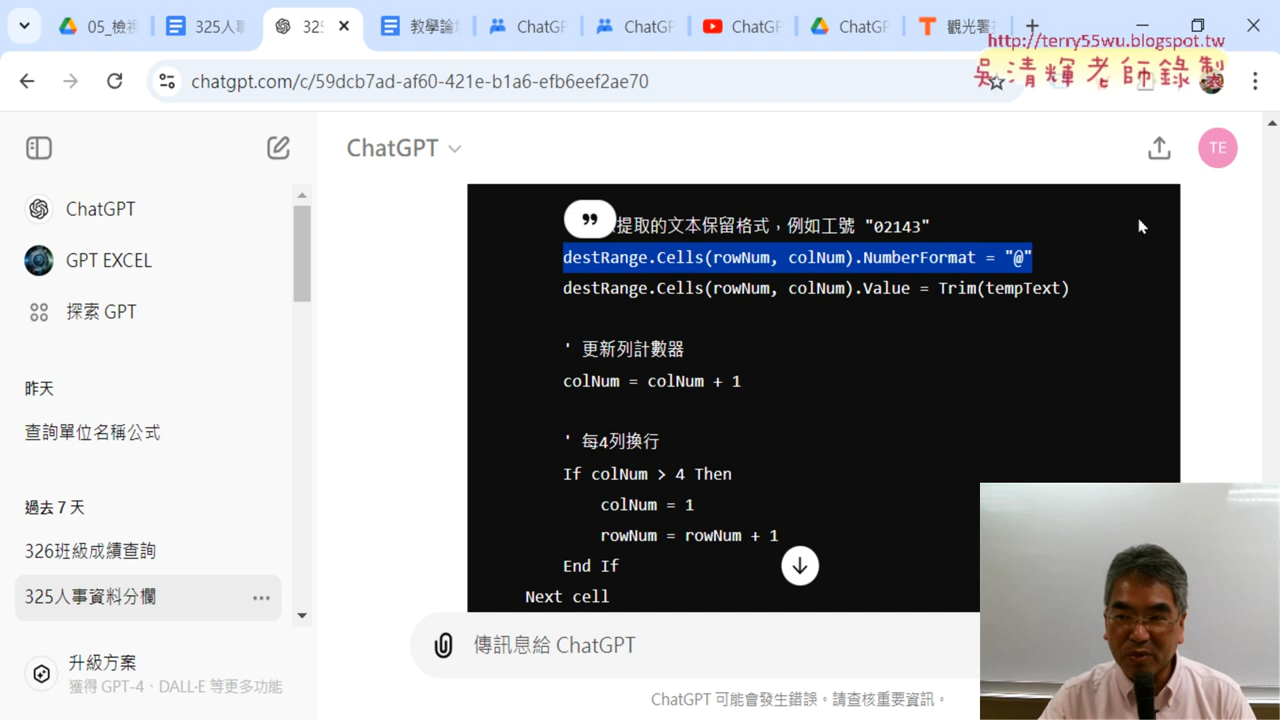 05_檢視
325人事
325
教學論
ChatGP
ChatGP
ChatGP
ChatGP
觀光署
http://terry55wu.blogspot.tw
吳清輝老師錄製
chatgpt.com/c/59dcb7ad-af60-421e-b1a6-efb6eef2ae70
ChatGPT
TE
ChatGPT
GPT EXCEL
探索 GPT
昨天
查詢單位名稱公式
過去 7 天
326班級成績查詢
325人事資料分欄
升級方案
獲得 GPT-4、DALL·E 等更多功能
提取的文本保留格式，例如工號 "02143"
destRange.Cells(rowNum, colNum).NumberFormat = "@"
destRange.Cells(rowNum, colNum).Value = Trim(tempText)
' 更新列計數器
colNum = colNum + 1
' 每4列換行
If colNum > 4 Then
colNum = 1
rowNum = rowNum + 1
End If
Next cell
傳訊息給 ChatGPT
ChatGPT 可能會發生錯誤。請查核重要資訊。